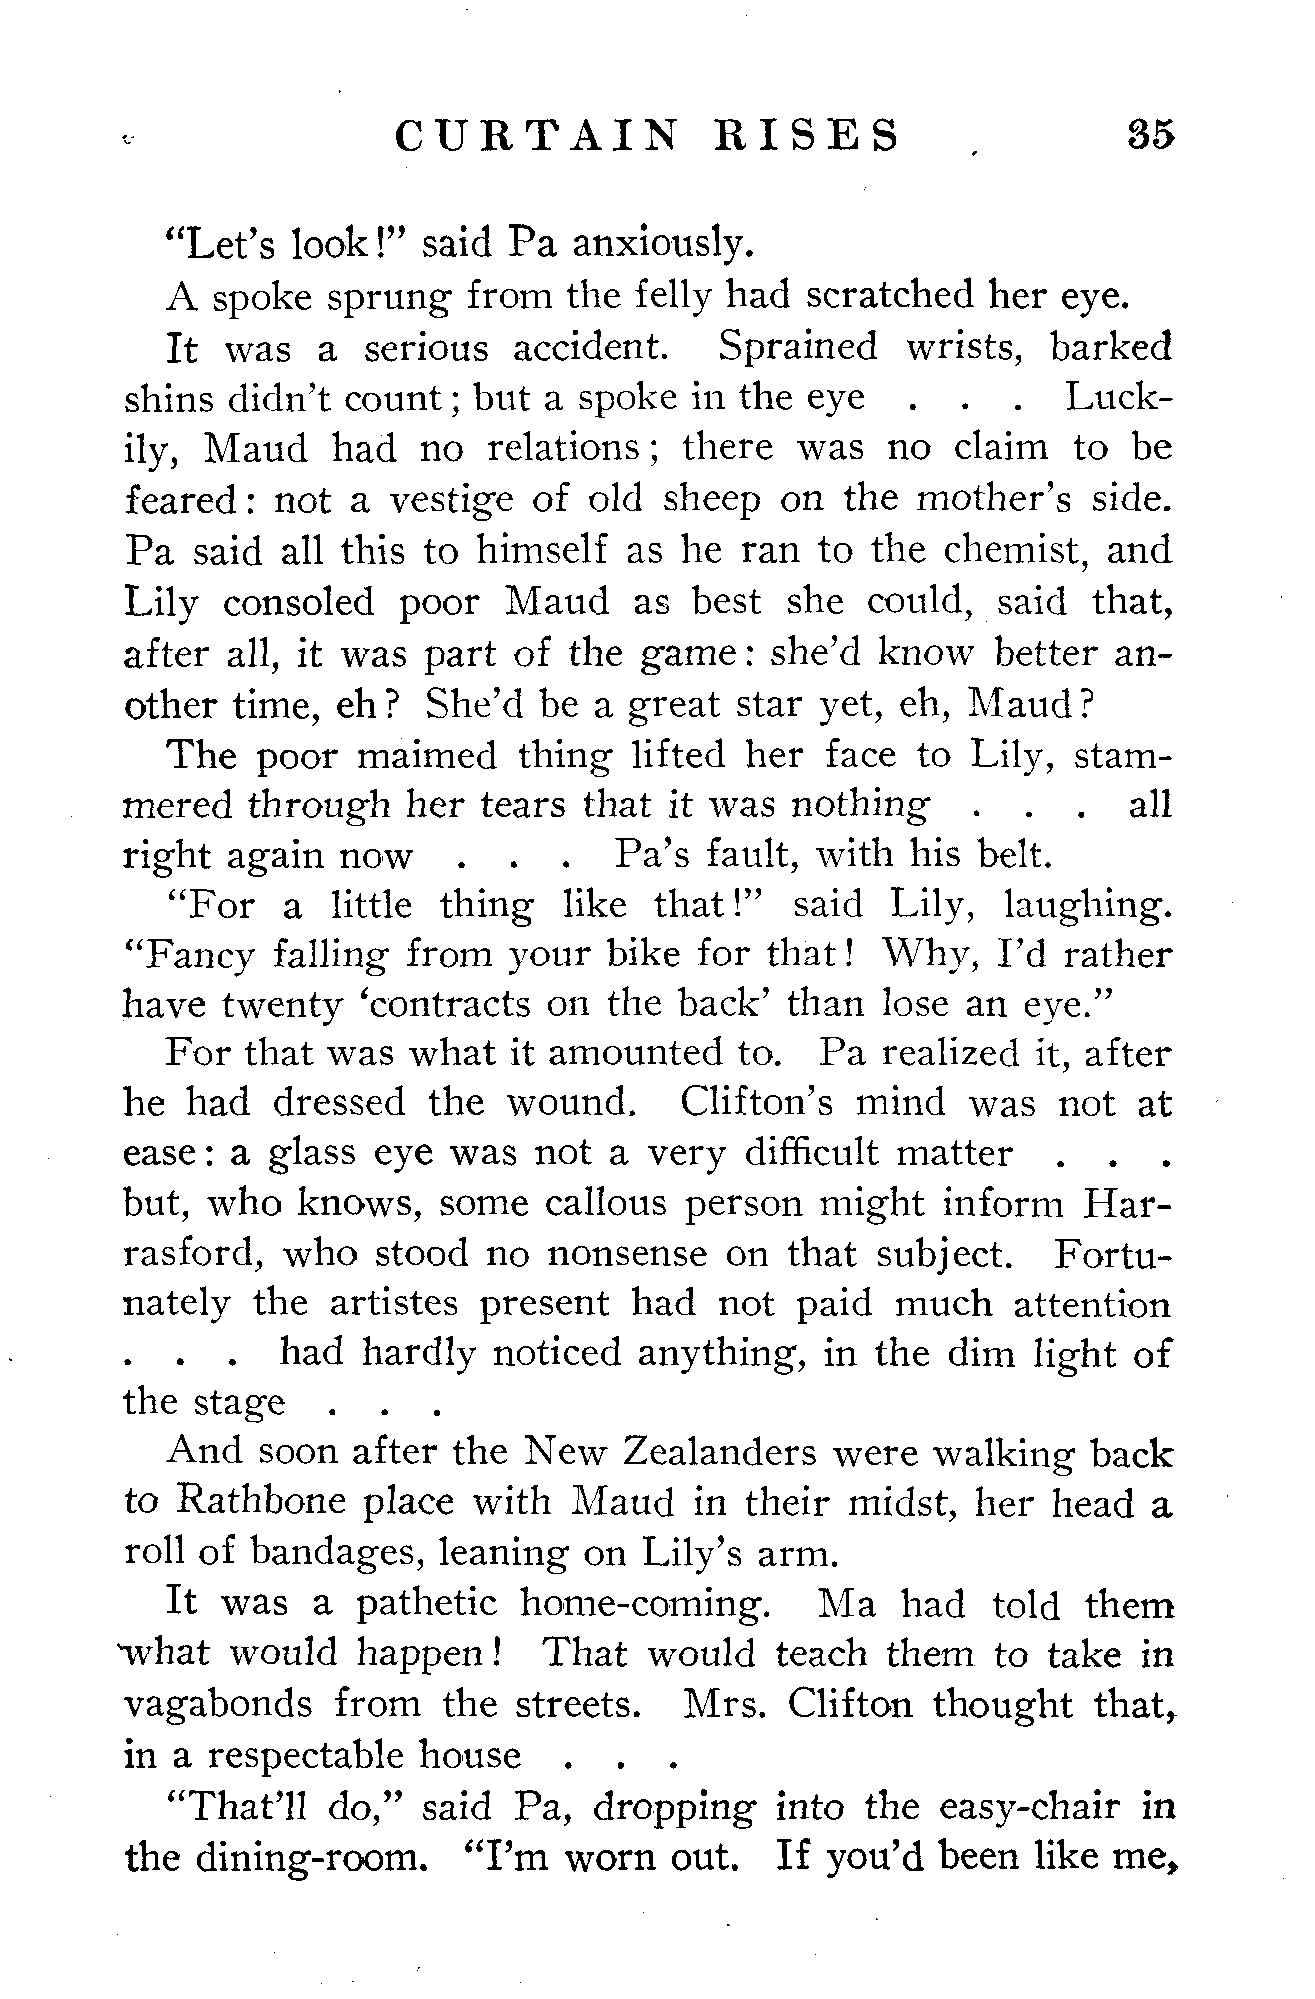 CURTAIN RISES 35
"Let's look!" said Pa anxiously.
A spoke sprung from the felly had scratched her eye.
It was a serious accident. Sprained wrists, barked
shins didn't count; but a spoke in the eye . . . Luck-
ily, Maud had no relations; there was no claim to be
feared: not a vestige of old sheep on the mother's side.
Pa said all this to himself as he ran to the chemist, and
Lily consoled poor Maud as best she could, said that,
after all, it was part of the game: she'd know better an-
other time, eh? She'd be a great star yet, eh, Maud?
The poor maimed thing lifted her face to Lily, stam-
mered through her tears that it was nothing . . . all
right again now . . . Pa's fault, with his belt.
"For a little thing like that!" said Lily, laughing.
"Fancy falling from your bike for that! Why, I'd rather
have twenty 'contracts on the back' than lose an eye."
For that was what it amounted to. Pa realized it, after
he had dressed the wound. Clifton's mind was not at
ease: a glass eye was not a very difficult matter . . .
but, who knows, some callous person might inform Har-
rasford, who stood no nonsense on that subject. Fortu-
nately the artistes present had not paid much attention
. . . had hardly noticed anything, in the dim light of
the stage . . .
And soon after the New Zealanders were walking back
to Rathbone place with Maud in their midst, her head a
roll of bandages, leaning on Lily's arm.
It was a pathetic home-coming. Ma had told them
what would happen! That would teach them to take in
vagabonds from the streets. Mrs. Clifton thought that,
in a respectable house . . .
"That'll do," said Pa, dropping into the easy-chair in
the dining-room. "I'm worn out. If you'd been like me,